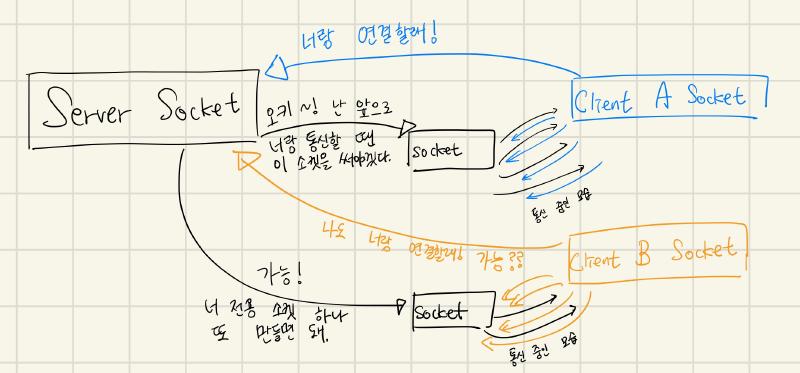 너랑 연결할래!
Server Socket
오키 ~잉 난 앞으로
너랑 통신할 땐
이 소켓을 써야겠다.
socket
Client A Socket
통신 중인 모습
나도 너랑 연결할래! 가능??
Client B Socket
가능!
너 전용 소켓 하나
또 만들면 돼.
socket
통신 중인 모습